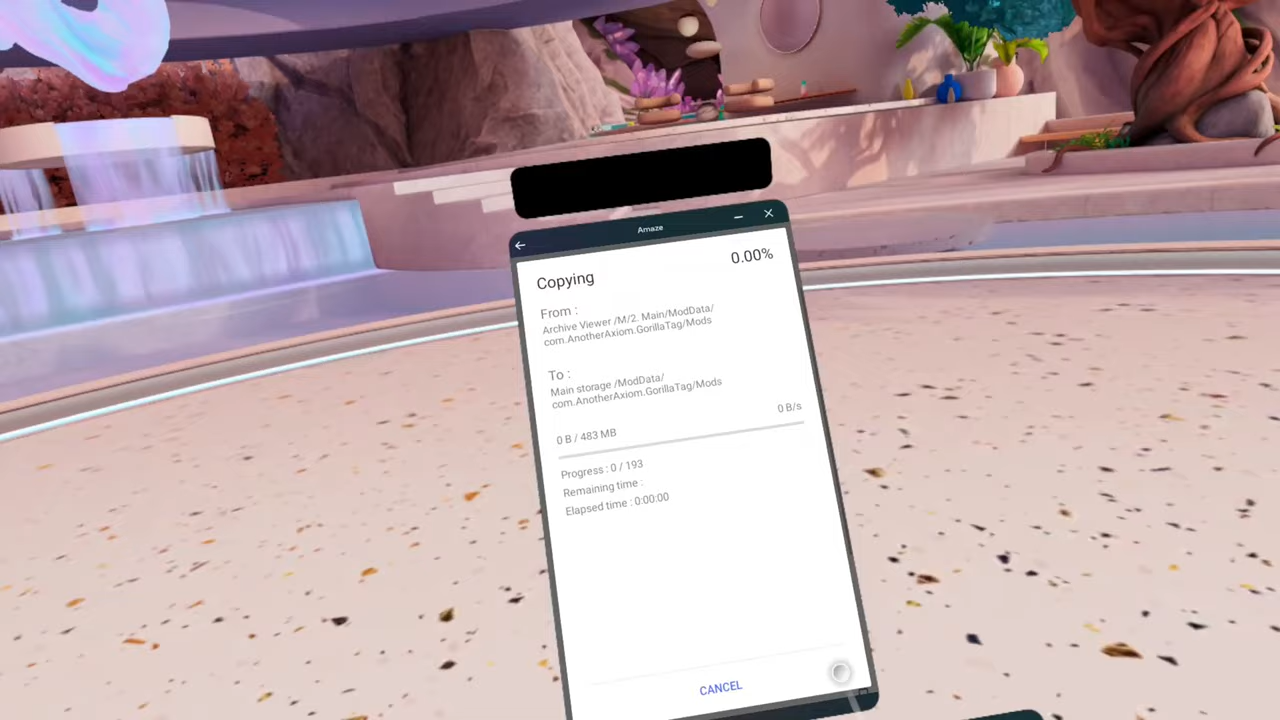 Amaze
Copying
0.00%
From :
Archive Viewer /M/2. Main/ModData/
com.AnotherAxiom.GorillaTag/Mods
To :
Main storage /ModData/
com.AnotherAxiom.GorillaTag/Mods
0 B / 483 MB
0 B/s
Progress : 0 / 193
Remaining time :
Elapsed time : 0:00:00
CANCEL